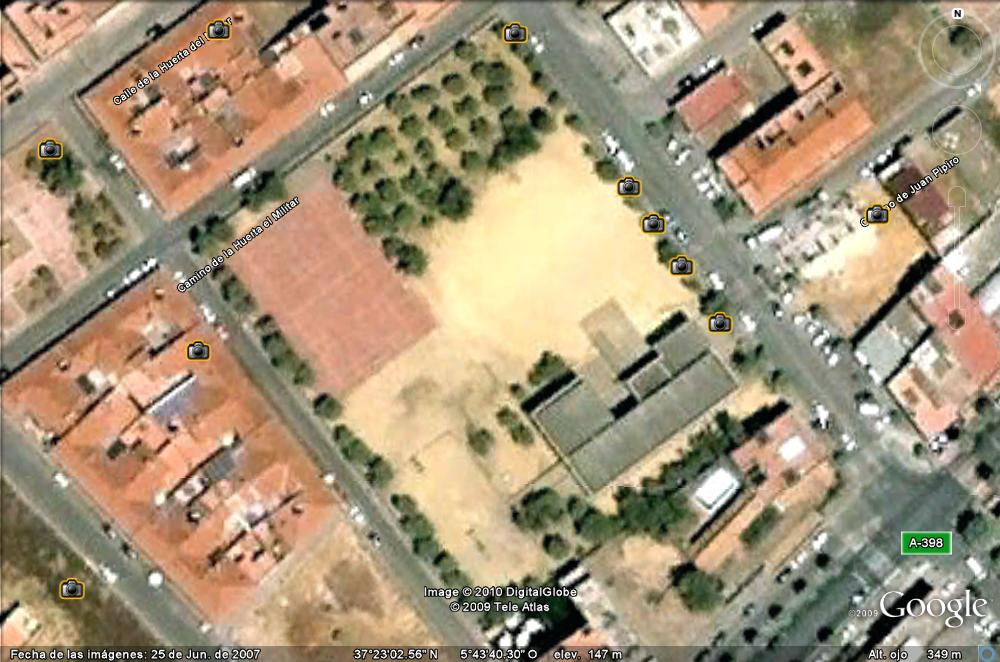 N
Calle de la Huerta del
Camino de la Huerta el Militar
de Juan Pipiro
A-398
Image © 2010 DigitalGlobe
© 2009 Tele Atlas
©2009 Google
Fecha de las imágenes: 25 de Jun. de 2007 37°23'02.56" N 5°43'40.30" O elev. 147 m Alt. ojo 349 m